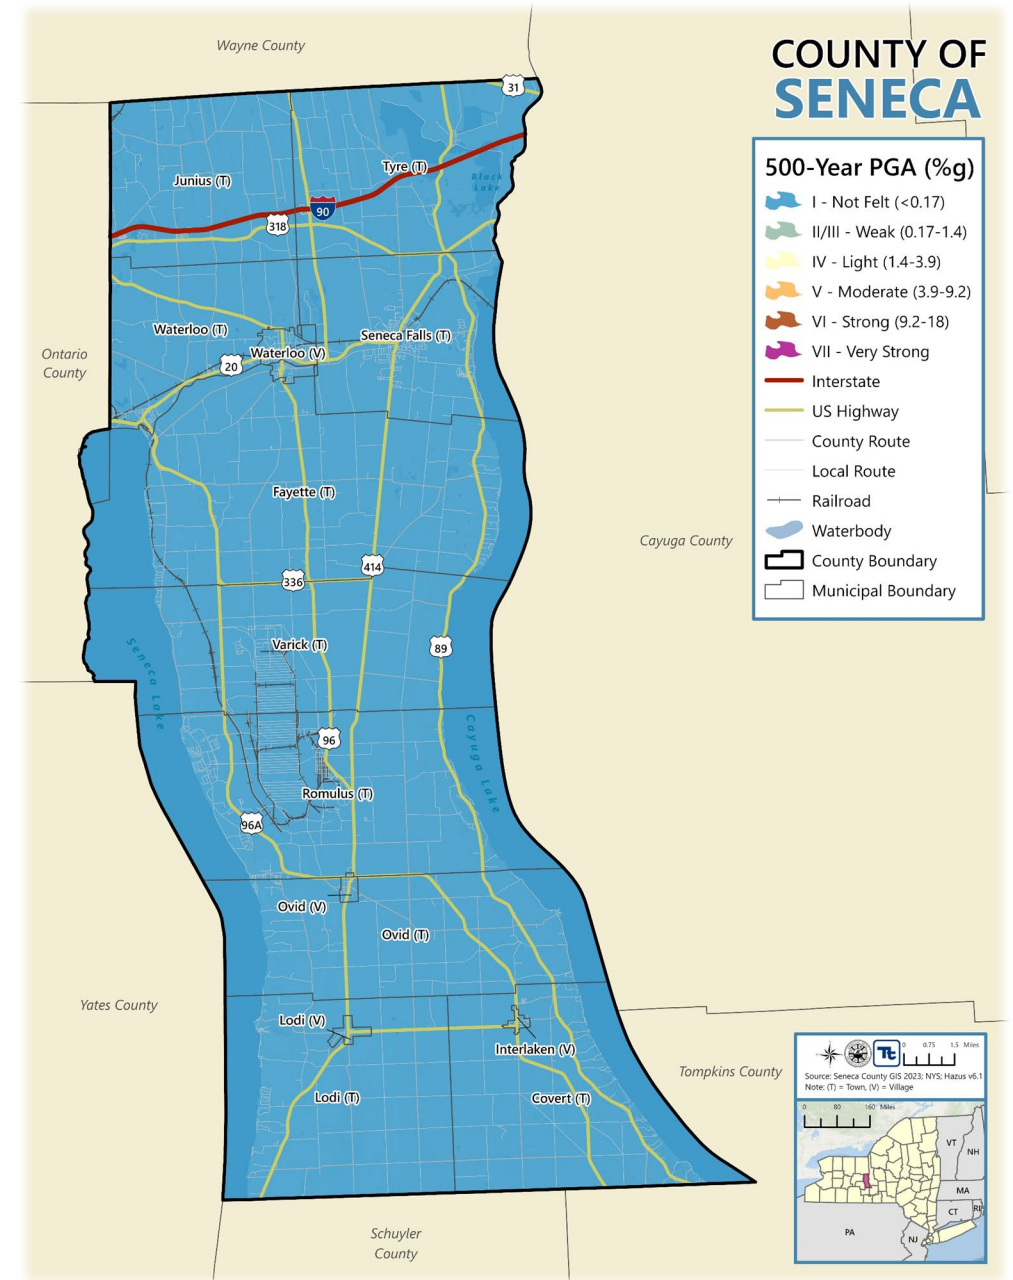 Wayne County
COUNTY OF
SENECA
31
500-Year PGA (%g)
I - Not Felt (<0.17)
II/III - Weak (0.17-1.4)
IV - Light (1.4-3.9)
V - Moderate (3.9-9.2)
VI - Strong (9.2-18)
VII - Very Strong
Interstate
US Highway
County Route
Local Route
Railroad
Waterbody
County Boundary
Municipal Boundary
Tyre (T)
Junius (T)
Black
Lake
90
318
Waterloo (T)
Seneca Falls (T)
Waterloo (V)
20
Ontario
County
Fayette (T)
Cayuga County
414
336
Varick (T)
89
Seneca Lake
96
Cayuga Lake
Romulus (T)
96A
Ovid (V)
Ovid (T)
Yates County
Lodi (V)
Interlaken (V)
Tompkins County
Lodi (T)
Covert (T)
Schuyler
County
Tt
0 0.75 1.5 Miles
Source: Seneca County GIS 2023; NYS; Hazus v6.1
Note: (T) = Town, (V) = Village
0 80 160 Miles
VT
NH
MA
CT
RI
PA
NJ